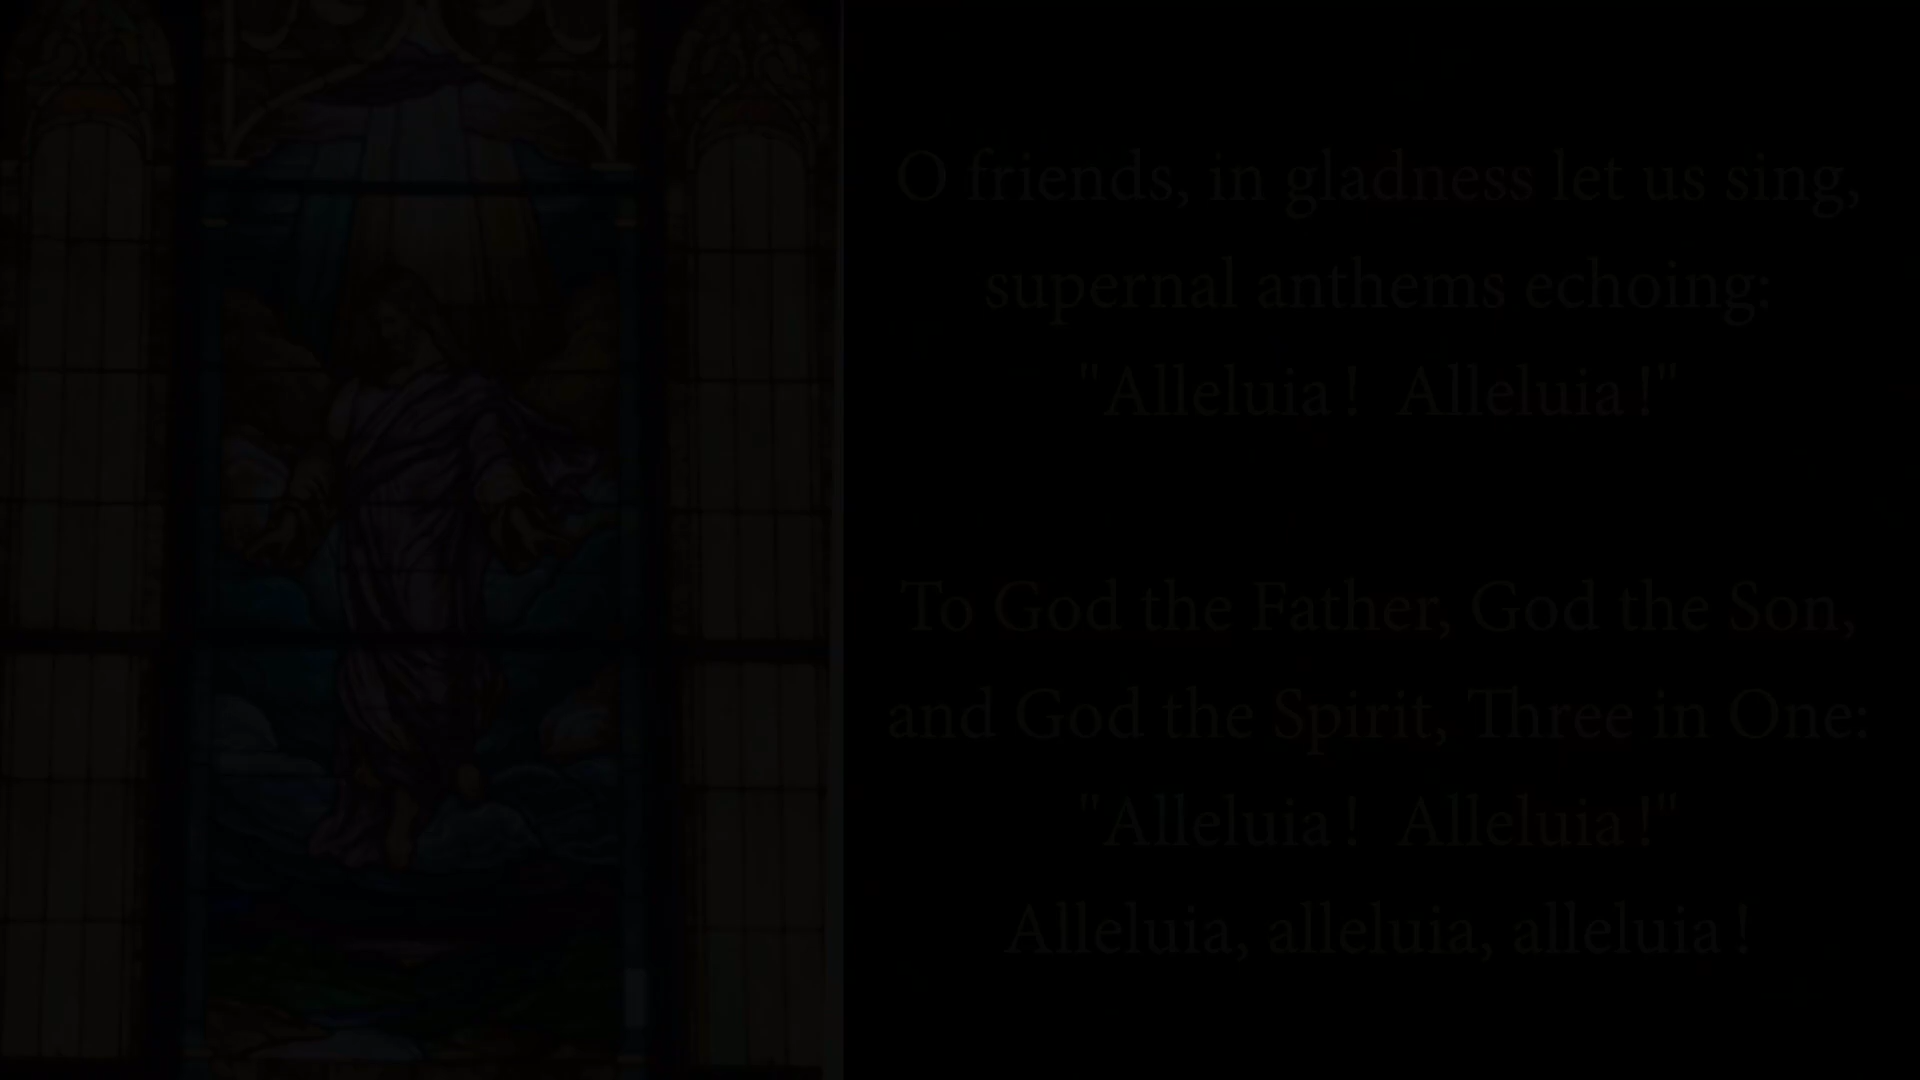 O friends, in gladness let us sing,
supernal anthems echoing:
"Alleluia ! Alleluia !"
To God the Father, God the Son,
and God the Spirit, Three in One:
"Alleluia ! Alleluia !"
Alleluia, alleluia, alleluia !